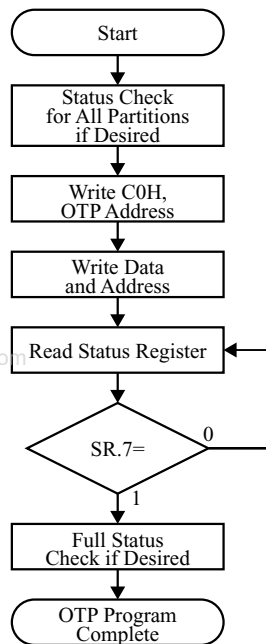 Start
Status Check
for All Partitions
if Desired
Write C0H,
OTP Address
Write Data
and Address
Read Status Register
om
SR.7=
0
1
Full Status
Check if Desired
OTP Program
Complete